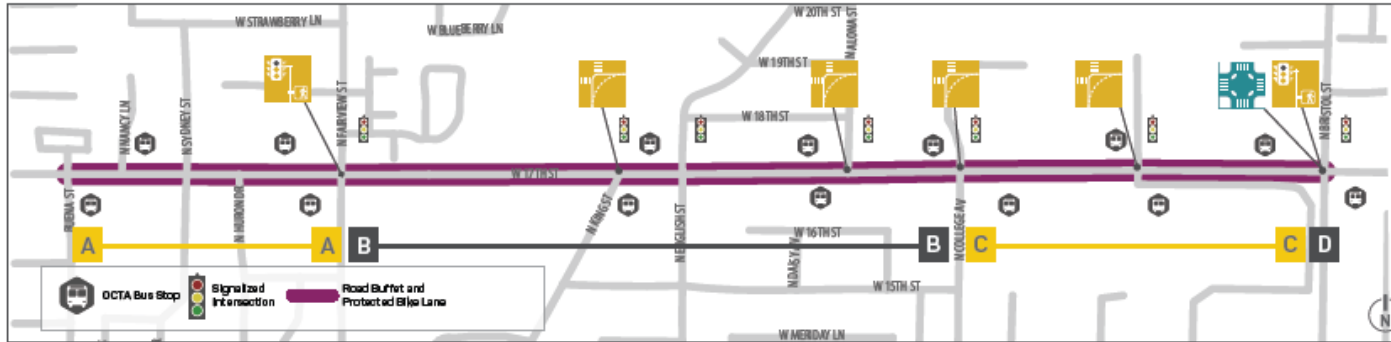 W STRAWBERRY LN
W BLUEBERRY LN
W 20TH ST
N ALONA ST
W 19TH ST
W 18TH ST
N NANCY LN
N SYDNEY ST
N FAIRVIEW ST
N BRISTOL ST
W 17TH ST
BUENA ST
N HURON DR
N KING ST
N ENGLISH ST
N COLLEGE AV
A
A
B
B
C
C
D
W 16TH ST
N DAISY AV
W 15TH ST
W MERIDAY LN
OCTA Bus Stop
Signalized
Intersection
Road Buffet and
Protected Bike Lane
N